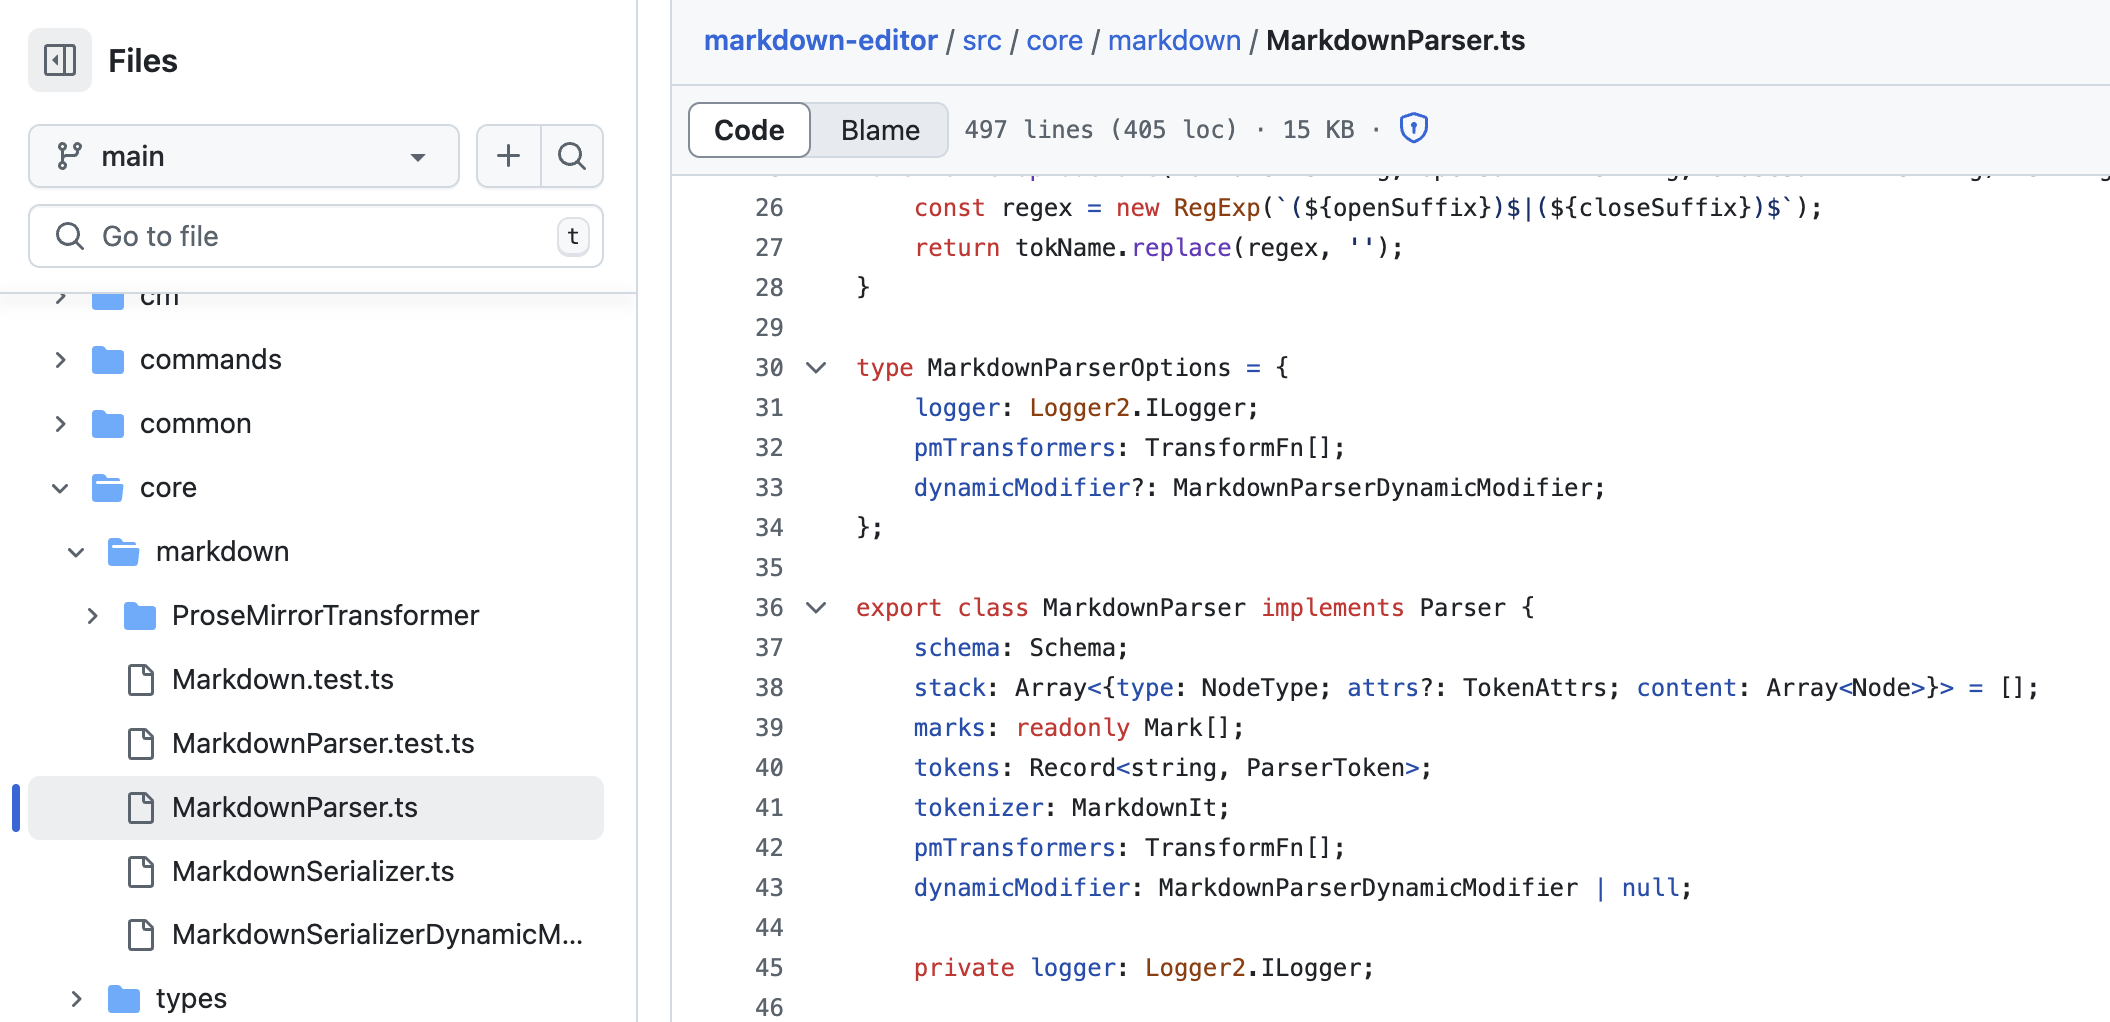 Files
main
Go to file
t
cm
commands
common
core
markdown
ProseMirrorTransformer
Markdown.test.ts
MarkdownParser.test.ts
MarkdownParser.ts
MarkdownSerializer.ts
MarkdownSerializerDynamicM...
types
markdown-editor / src / core / markdown / MarkdownParser.ts
Code
Blame
497 lines (405 loc) · 15 KB ·
26 const regex = new RegExp(`(${openSuffix})$|(${closeSuffix})$`);
27 return tokName.replace(regex, '');
28 }
29
30 type MarkdownParserOptions = {
31 logger: Logger2.ILogger;
32 pmTransformers: TransformFn[];
33 dynamicModifier?: MarkdownParserDynamicModifier;
34 };
35
36 export class MarkdownParser implements Parser {
37 schema: Schema;
38 stack: Array<{type: NodeType; attrs?: TokenAttrs; content: Array<Node>}> = [];
39 marks: readonly Mark[];
40 tokens: Record<string, ParserToken>;
41 tokenizer: MarkdownIt;
42 pmTransformers: TransformFn[];
43 dynamicModifier: MarkdownParserDynamicModifier | null;
44
45 private logger: Logger2.ILogger;
46